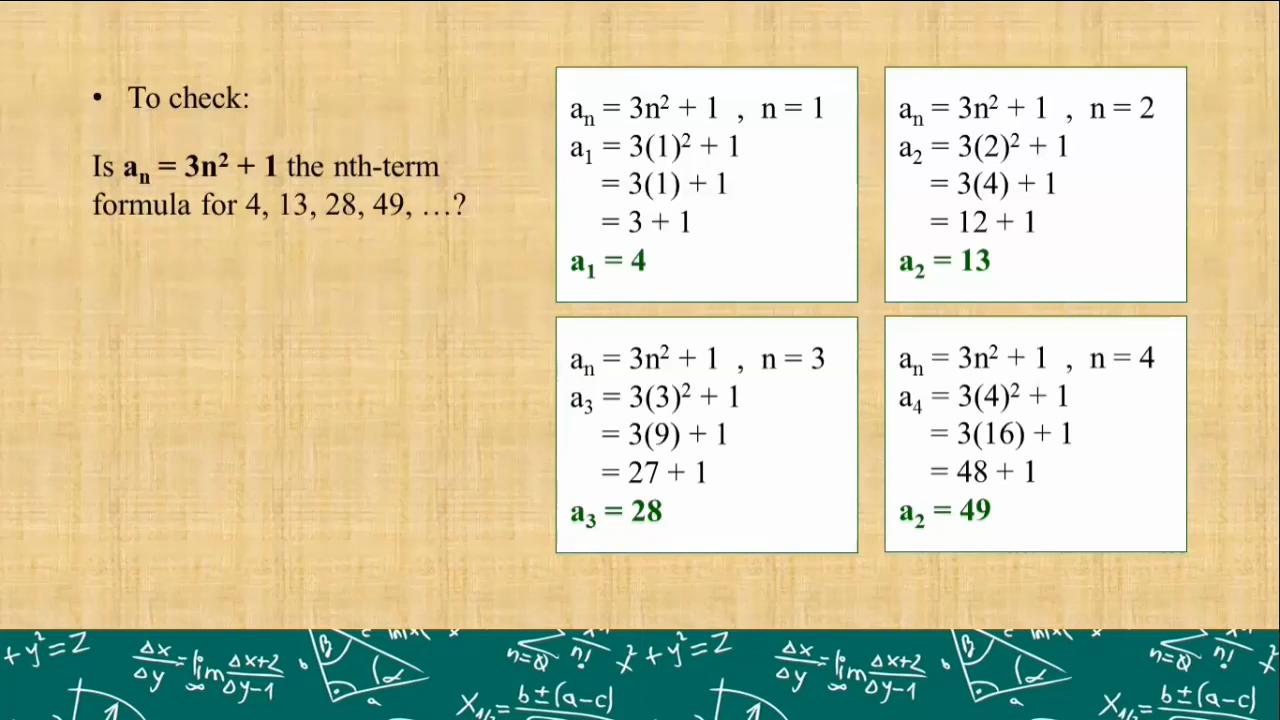 • To check:
Is aₙ = 3n² + 1 the nth-term
formula for 4, 13, 28, 49, …?
aₙ = 3n² + 1 , n = 1
a₁ = 3(1)² + 1
= 3(1) + 1
= 3 + 1
a₁ = 4
aₙ = 3n² + 1 , n = 2
a₂ = 3(2)² + 1
= 3(4) + 1
= 12 + 1
a₂ = 13
aₙ = 3n² + 1 , n = 3
a₃ = 3(3)² + 1
= 3(9) + 1
= 27 + 1
a₃ = 28
aₙ = 3n² + 1 , n = 4
a₄ = 3(4)² + 1
= 3(16) + 1
= 48 + 1
a₂ = 49